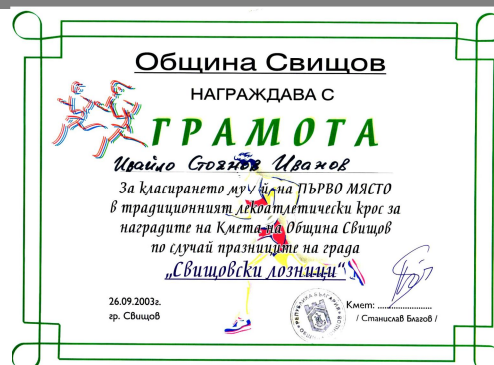 Община Свищов
НАГРАЖДАВА С
ГРАМОТА
Ивайло Стоянов Иванов
За класирането му/й на ПЪРВО МЯСТО
в традиционният лекоатлетически крос за
наградите на Кмета на Община Свищов
по случай празниците на града
„Свищовски лозници“
26.09.2003г.
гр. Свищов
Кмет: ......................
/ Станислав Благов /